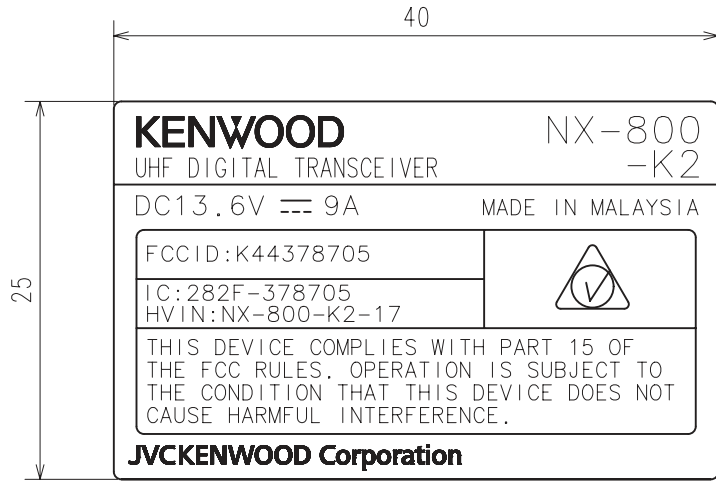 40
25
KENWOOD
NX-800
-K2
UHF DIGITAL TRANSCEIVER
DC13.6V ⎓ 9A
MADE IN MALAYSIA
FCCID:K44378705
IC:282F-378705
HVIN:NX-800-K2-17
THIS DEVICE COMPLIES WITH PART 15 OF
THE FCC RULES. OPERATION IS SUBJECT TO
THE CONDITION THAT THIS DEVICE DOES NOT
CAUSE HARMFUL INTERFERENCE.
JVCKENWOOD Corporation